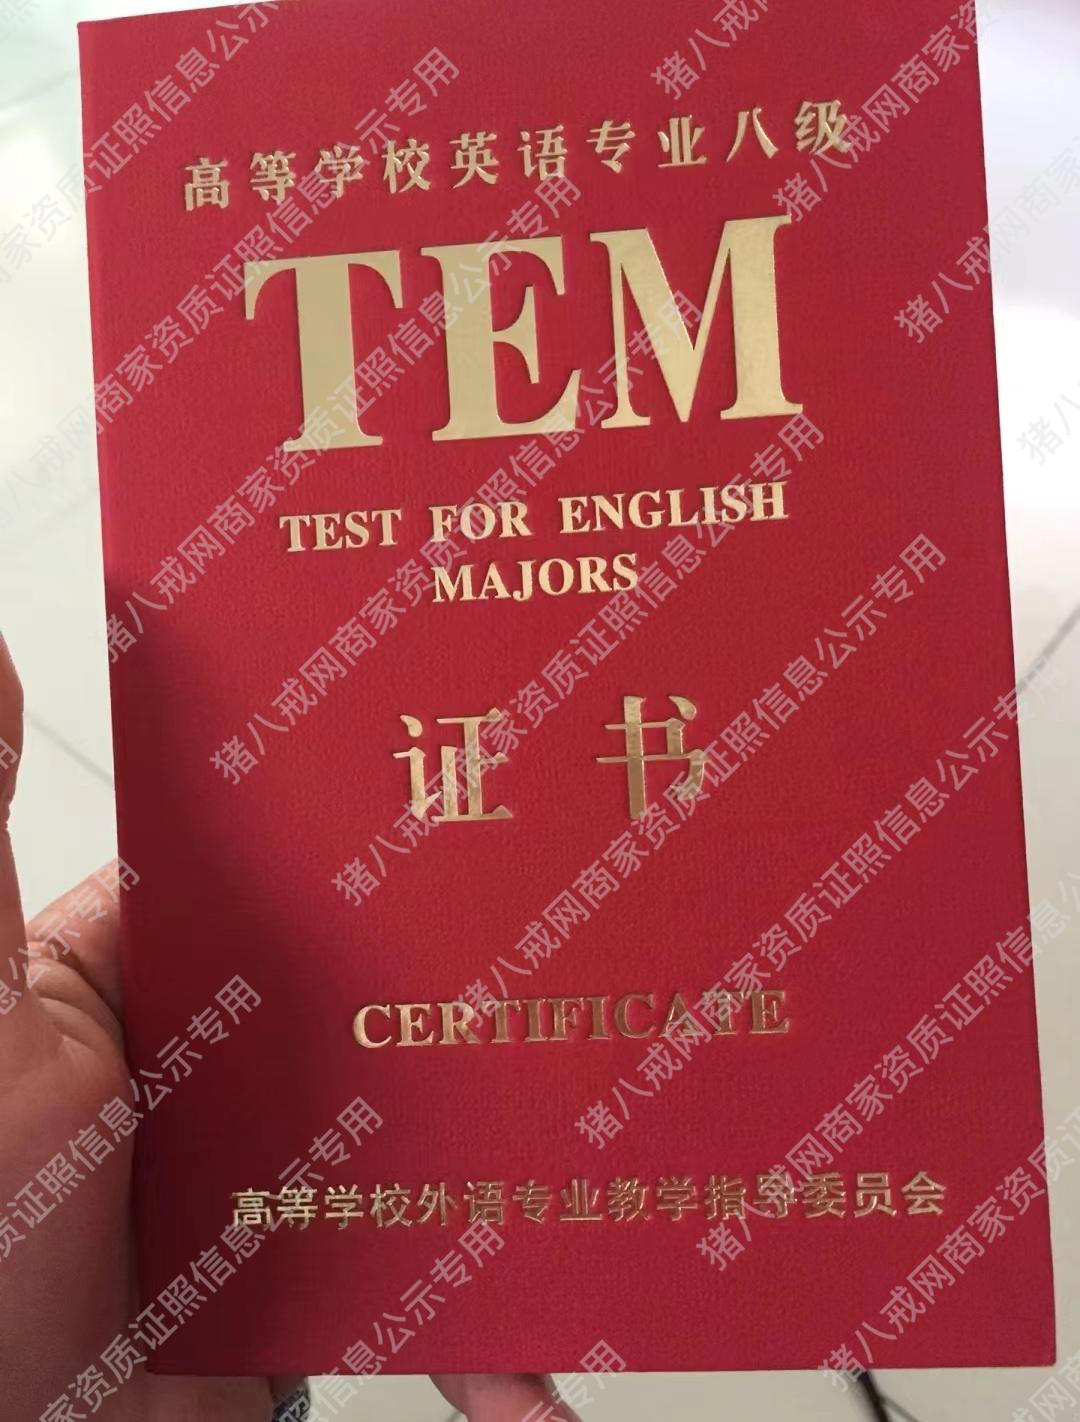 高等学校英语专业八级
TEM
TEST FOR ENGLISH
MAJORS
证书
CERTIFICATE
高等学校外语专业教学指导委员会
猪八戒网商家资质证照信息公示专用